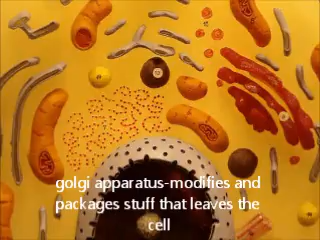 golgi apparatus-modifies and
packages stuff that leaves the
cell